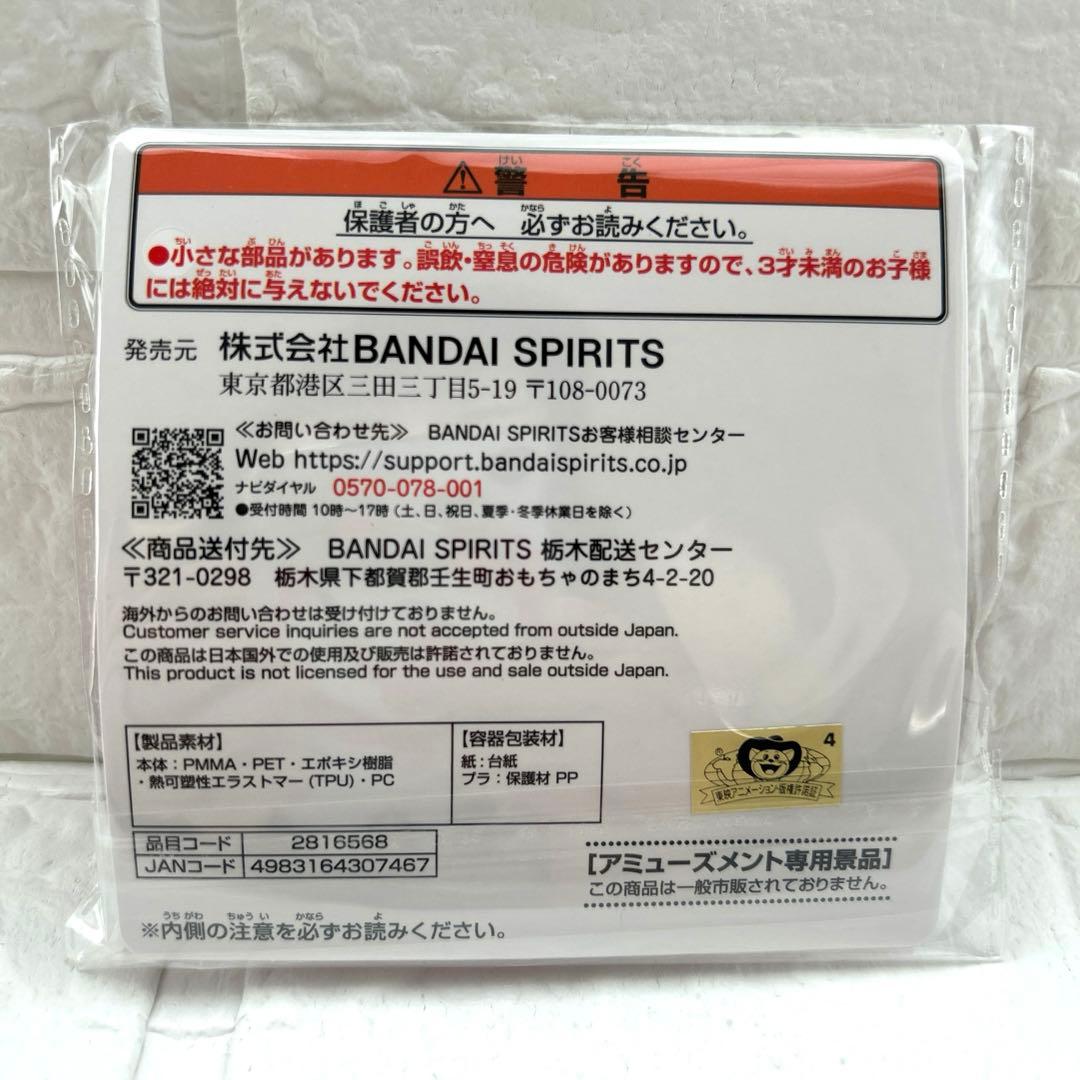 ⚠警告
保護者の方へ 必ずお読みください。
●小さな部品があります。誤飲・窒息の危険がありますので、3才未満のお子様
には絶対に与えないでください。
発売元 株式会社BANDAI SPIRITS
東京都港区三田三丁目5-19 〒108-0073
≪お問い合わせ先≫ BANDAI SPIRITSお客様相談センター
Web https://support.bandaispirits.co.jp
ナビダイヤル 0570-078-001
●受付時間 10時〜17時(土、日、祝日、夏季・冬季休業日を除く)
≪商品送付先≫ BANDAI SPIRITS 栃木配送センター
〒321-0298 栃木県下都賀郡壬生町おもちゃのまち4-2-20
海外からのお問い合わせは受け付けておりません。
Customer service inquiries are not accepted from outside Japan.
この商品は日本国外での使用及び販売は許諾されておりません。
This product is not licensed for the use and sale outside Japan.
【製品素材】
本体:PMMA・PET・エポキシ樹脂
・熱可塑性エラストマー(TPU)・PC
【容器包装材】
紙:台紙
プラ:保護材 PP
4
東映アニメーション・版権許諾証
品目コード 2816568
JANコード 4983164307467
[アミューズメント専用景品]
この商品は一般市販されておりません。
※内側の注意を必ずお読みください。